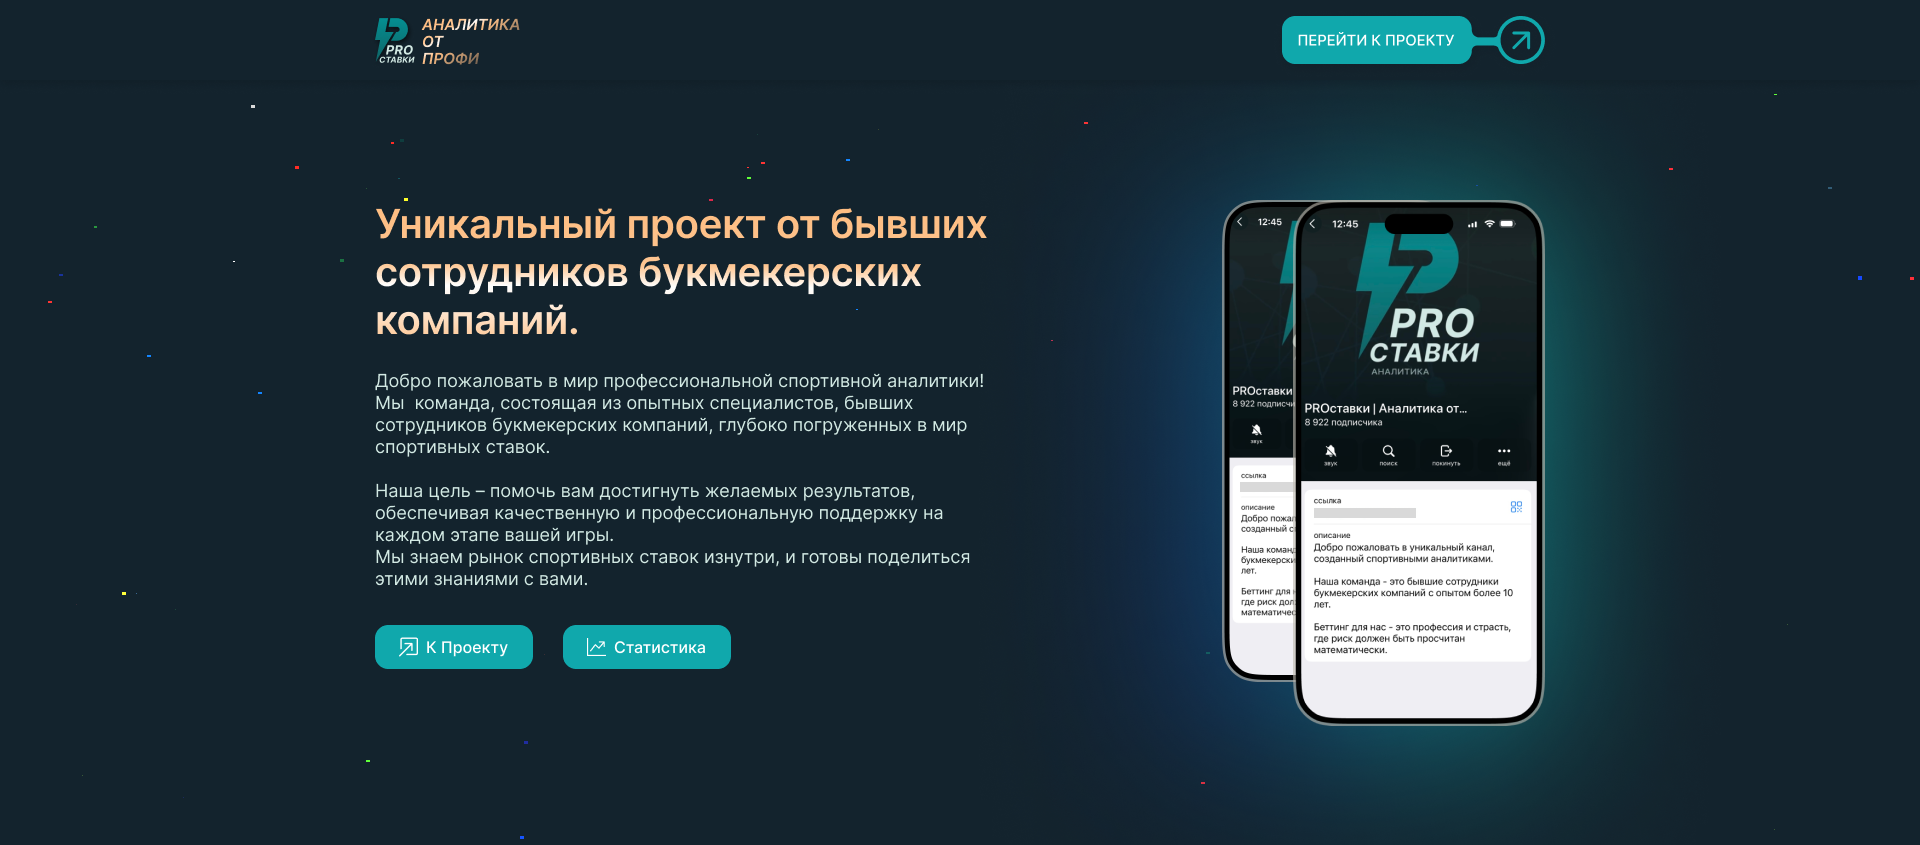 PRO
СТАВКИ
АНАЛИТИКА
ОТ
ПРОФИ
ПЕРЕЙТИ К ПРОЕКТУ
Уникальный проект от бывших
сотрудников букмекерских
компаний.
Добро пожаловать в мир профессиональной спортивной аналитики!
Мы  команда, состоящая из опытных специалистов, бывших
сотрудников букмекерских компаний, глубоко погруженных в мир
спортивных ставок.
Наша цель – помочь вам достигнуть желаемых результатов,
обеспечивая качественную и профессиональную поддержку на
каждом этапе вашей игры.
Мы знаем рынок спортивных ставок изнутри, и готовы поделиться
этими знаниями с вами.
К Проекту
Статистика
12:45
PROставки
8 922 подписчи
звук
ссылка
описание
Добро пожал
созданный с
Наша команд
букмекерски
лет.
Беттинг для
где риск долж
математичес
12:45
PRO
СТАВКИ
АНАЛИТИКА
PROставки | Аналитика от...
8 922 подписчика
звук
поиск
покинуть
ещё
ссылка
описание
Добро пожаловать в уникальный канал,
созданный спортивными аналитиками.
Наша команда - это бывшие сотрудники
букмекерских компаний с опытом более 10
лет.
Беттинг для нас - это профессия и страсть,
где риск должен быть просчитан
математически.